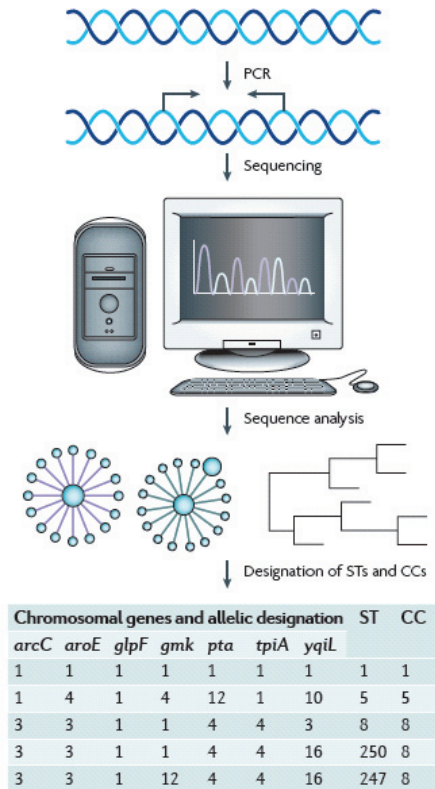 PCR
Sequencing
Sequence analysis
Designation of STs and CCs
Chromosomal genes and allelic designation ST CC
arcC aroE glpF gmk pta tpiA yqiL
1 1 1 1 1 1 1 1 1
1 4 1 4 12 1 10 5 5
3 3 1 1 4 4 3 8 8
3 3 1 1 4 4 16 250 8
3 3 1 12 4 4 16 247 8